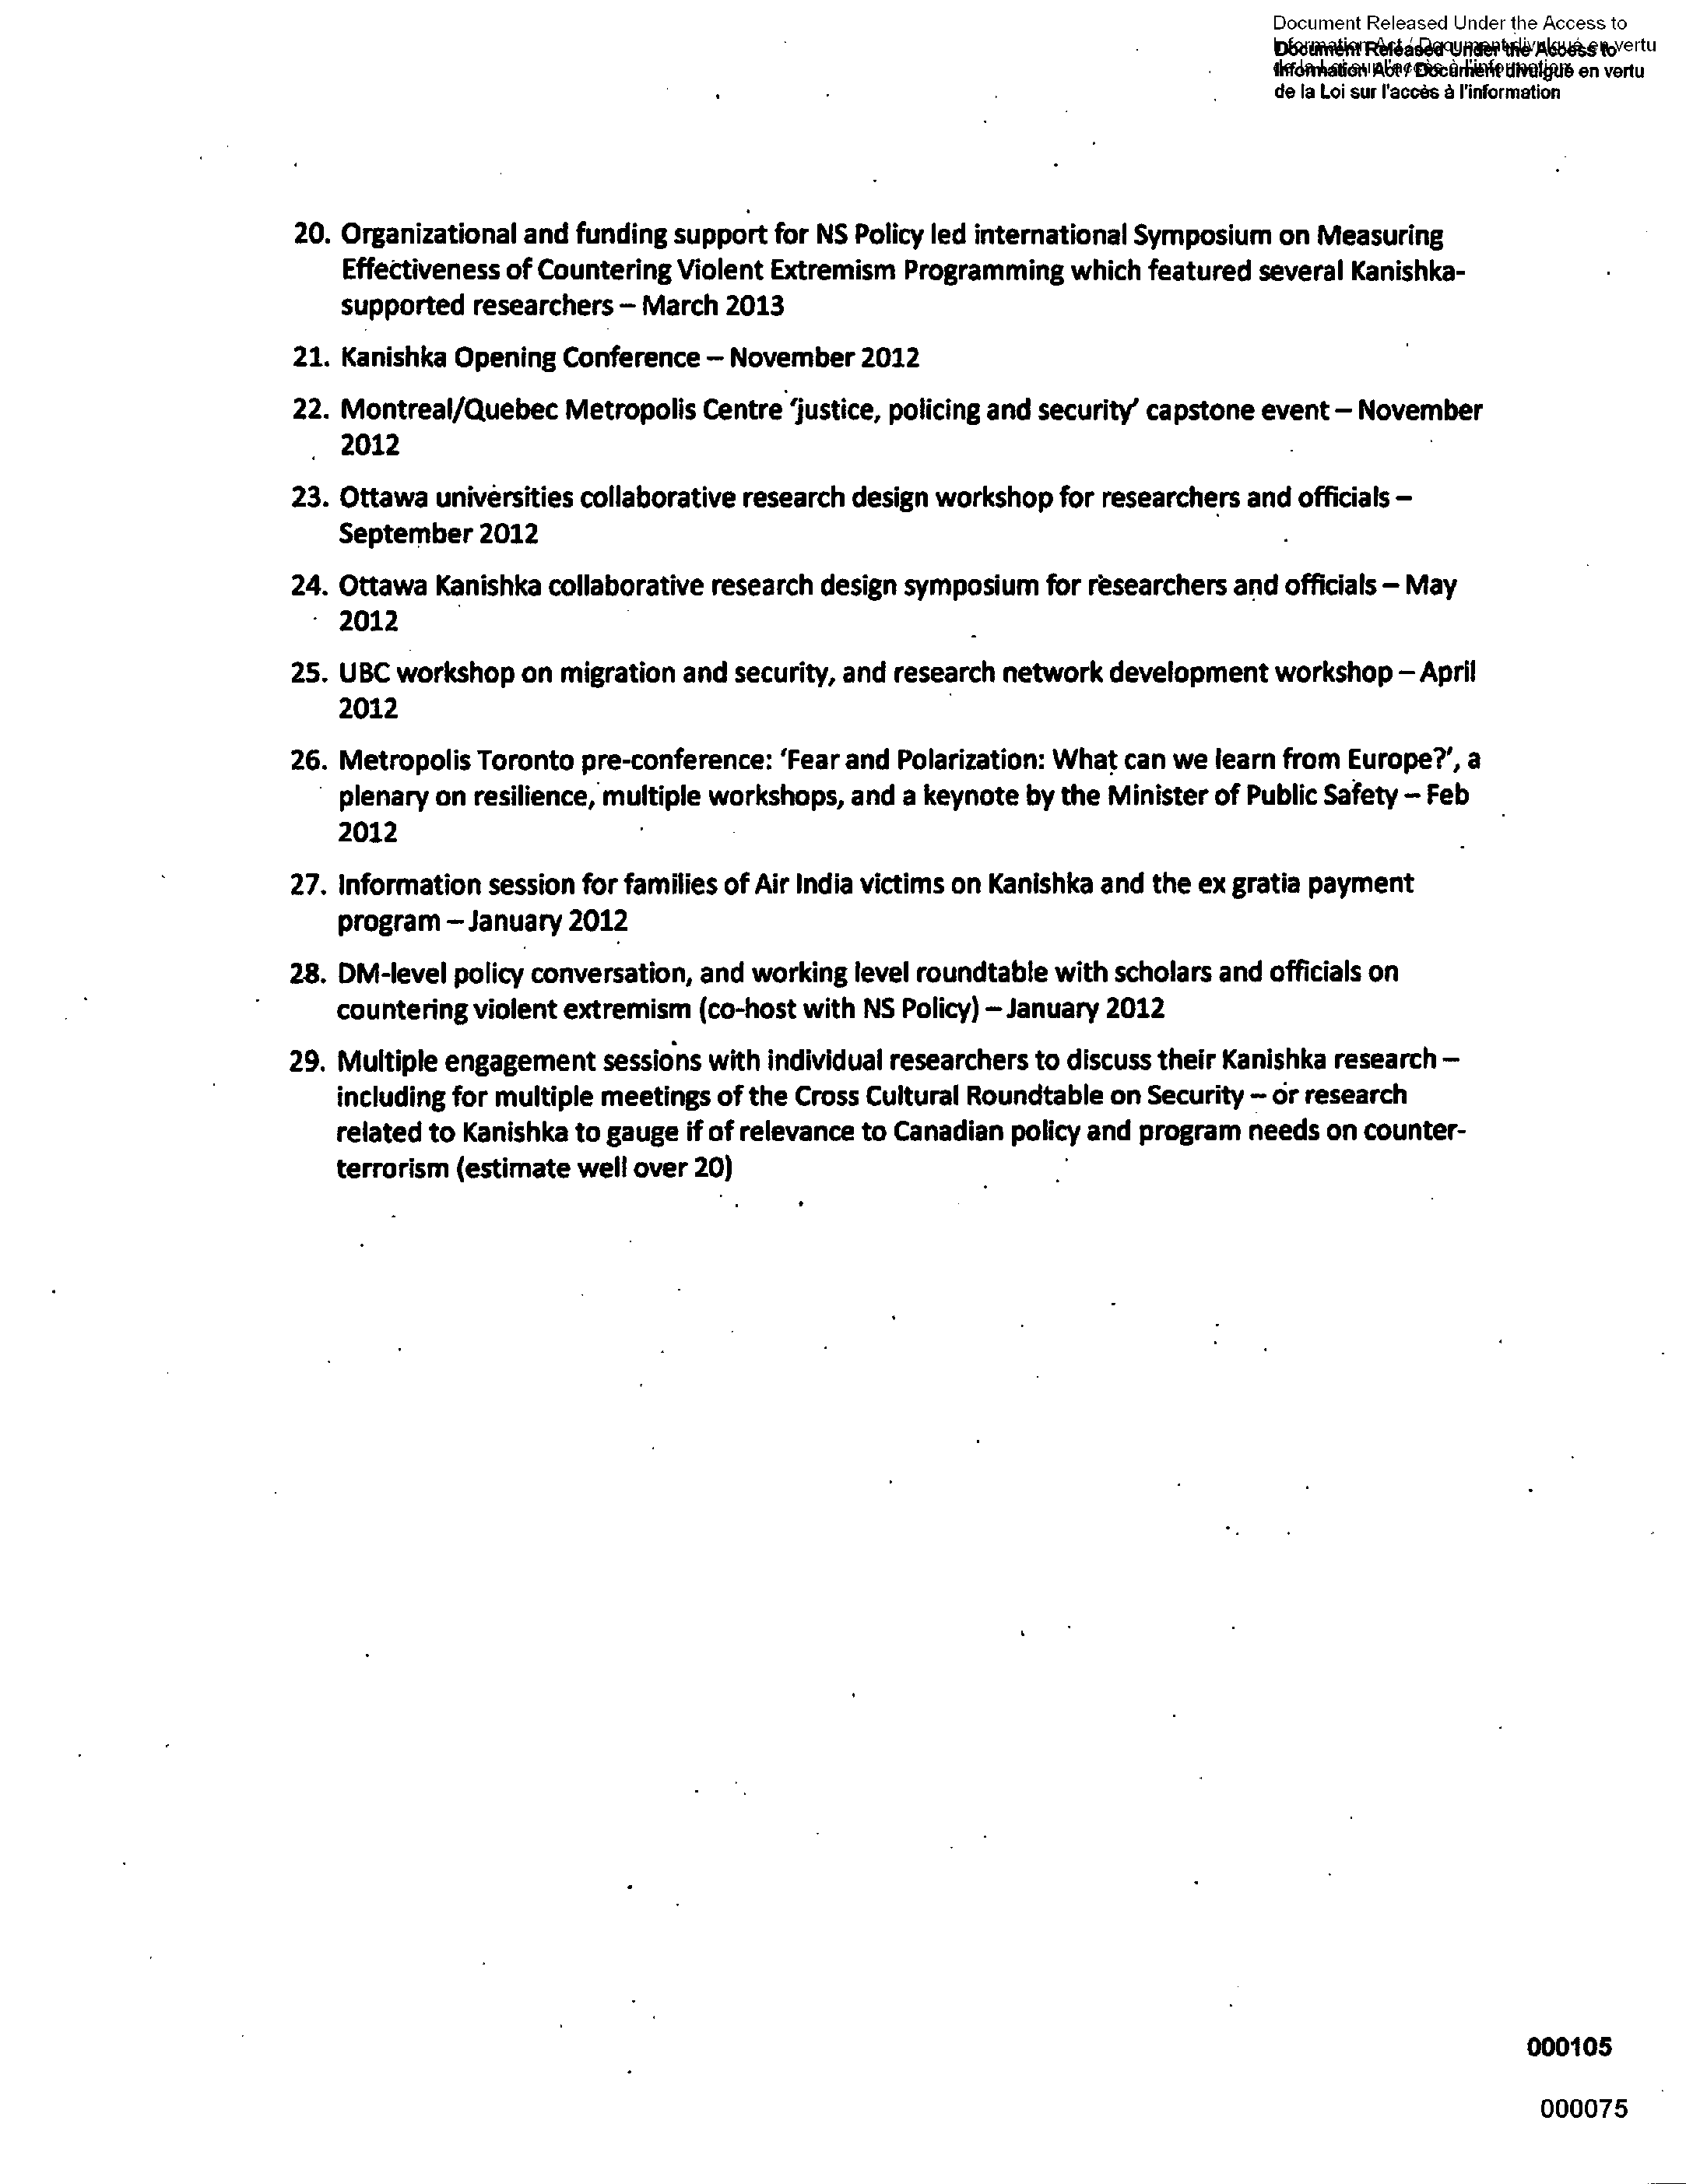 Document Released Under the Access to
Document Released Under the Access to
Information Act / Document divulgué en vertu
de la Loi sur l'accès à l'information
20. Organizational and funding support for NS Policy led international Symposium on Measuring
Effectiveness of Countering Violent Extremism Programming which featured several Kanishka-
supported researchers – March 2013
21. Kanishka Opening Conference – November 2012
22. Montreal/Quebec Metropolis Centre 'justice, policing and security' capstone event – November
2012
23. Ottawa universities collaborative research design workshop for researchers and officials –
September 2012
24. Ottawa Kanishka collaborative research design symposium for researchers and officials – May
2012
25. UBC workshop on migration and security, and research network development workshop – April
2012
26. Metropolis Toronto pre-conference: 'Fear and Polarization: What can we learn from Europe?', a
plenary on resilience, multiple workshops, and a keynote by the Minister of Public Safety – Feb
2012
27. Information session for families of Air India victims on Kanishka and the ex gratia payment
program – January 2012
28. DM-level policy conversation, and working level roundtable with scholars and officials on
countering violent extremism (co-host with NS Policy) – January 2012
29. Multiple engagement sessions with individual researchers to discuss their Kanishka research –
including for multiple meetings of the Cross Cultural Roundtable on Security – or research
related to Kanishka to gauge if of relevance to Canadian policy and program needs on counter-
terrorism (estimate well over 20)
000105
000075